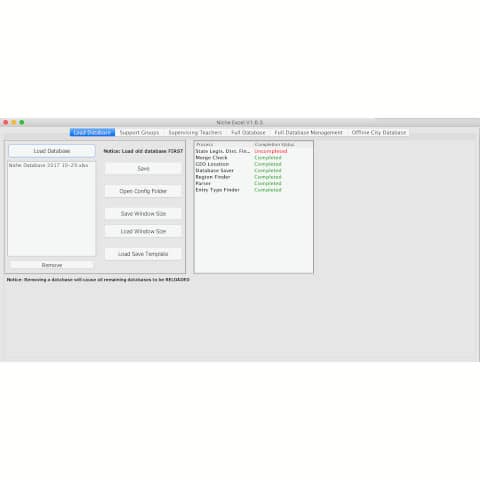 Niche Excel V1.0.3
Load Database Support Groups Supervising Teachers Full Database Full Database Management Offline City Database
Load Database
*Notice: Load old database FIRST
Niche Database 2017 10-29.xlsx
Save
Open Config Folder
Save Window Size
Load Window Size
Load Save Template
Remove
Process Completion Status
State Legis. Disc. Fin... Uncompleted
Merge Check Completed
GEO Location Completed
Database Saver Completed
Region Finder Completed
Parser Completed
Entry Type Finder Completed
Notice: Removing a database will cause all remaining databases to be RELOADED